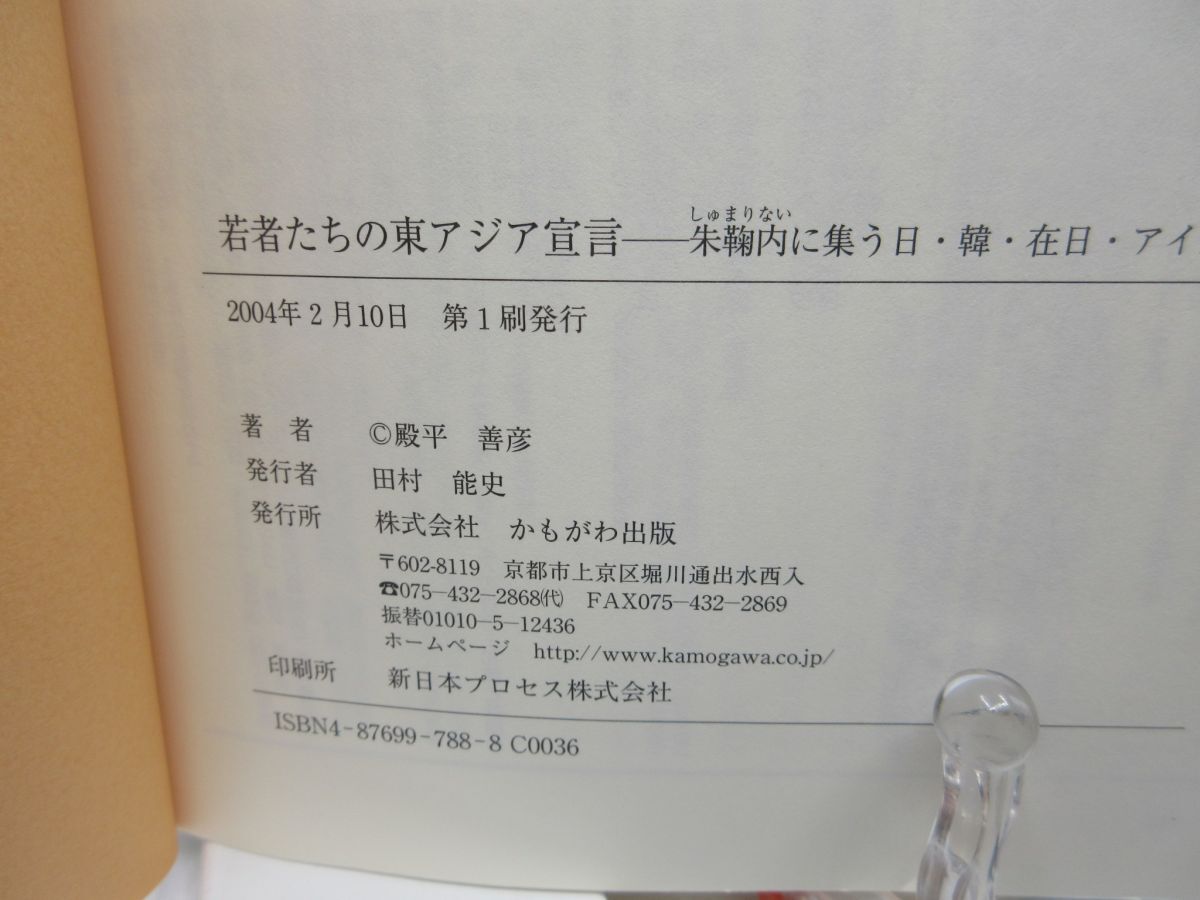 しゅまりない
若者たちの東アジア宣言――朱鞠内に集う日・韓・在日・アイ
2004年2月10日　第1刷発行
著　者　©殿平　善彦
発行者　田村　能史
発行所　株式会社　かもがわ出版
〒602-8119　京都市上京区堀川通出水西入
☎075-432-2868㈹　FAX075-432-2869
振替01010-5-12436
ホームページ　http://www.kamogawa.co.jp/
印刷所　新日本プロセス株式会社
ISBN4-87699-788-8 C0036